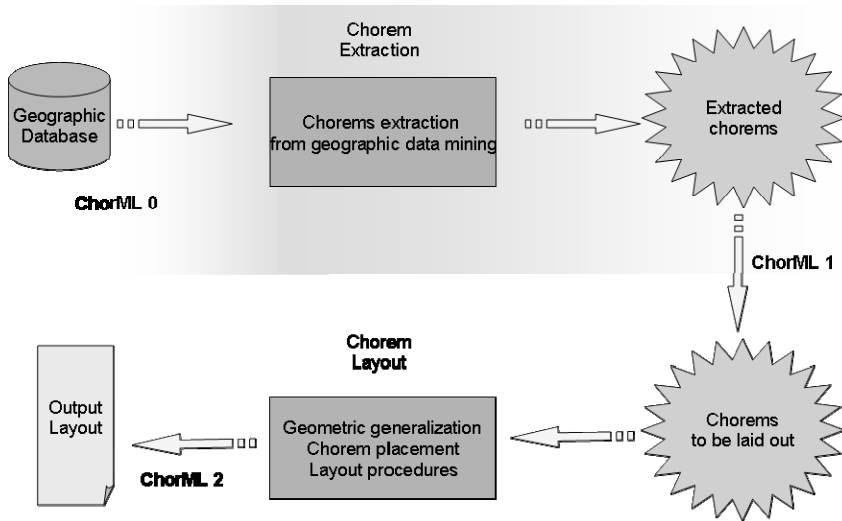 Chorem
Extraction
Geographic
Database
Chorems extraction
from geographic data mining
Extracted
chorems
ChorML 0
ChorML 1
Chorem
Layout
Output
Layout
Geometric generalization
Chorem placement
Layout procedures
Chorems
to be laid out
ChorML 2